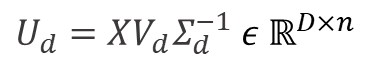 U_d = XV_dΣ_d^{-1} ϵ ℝ^{D×n}